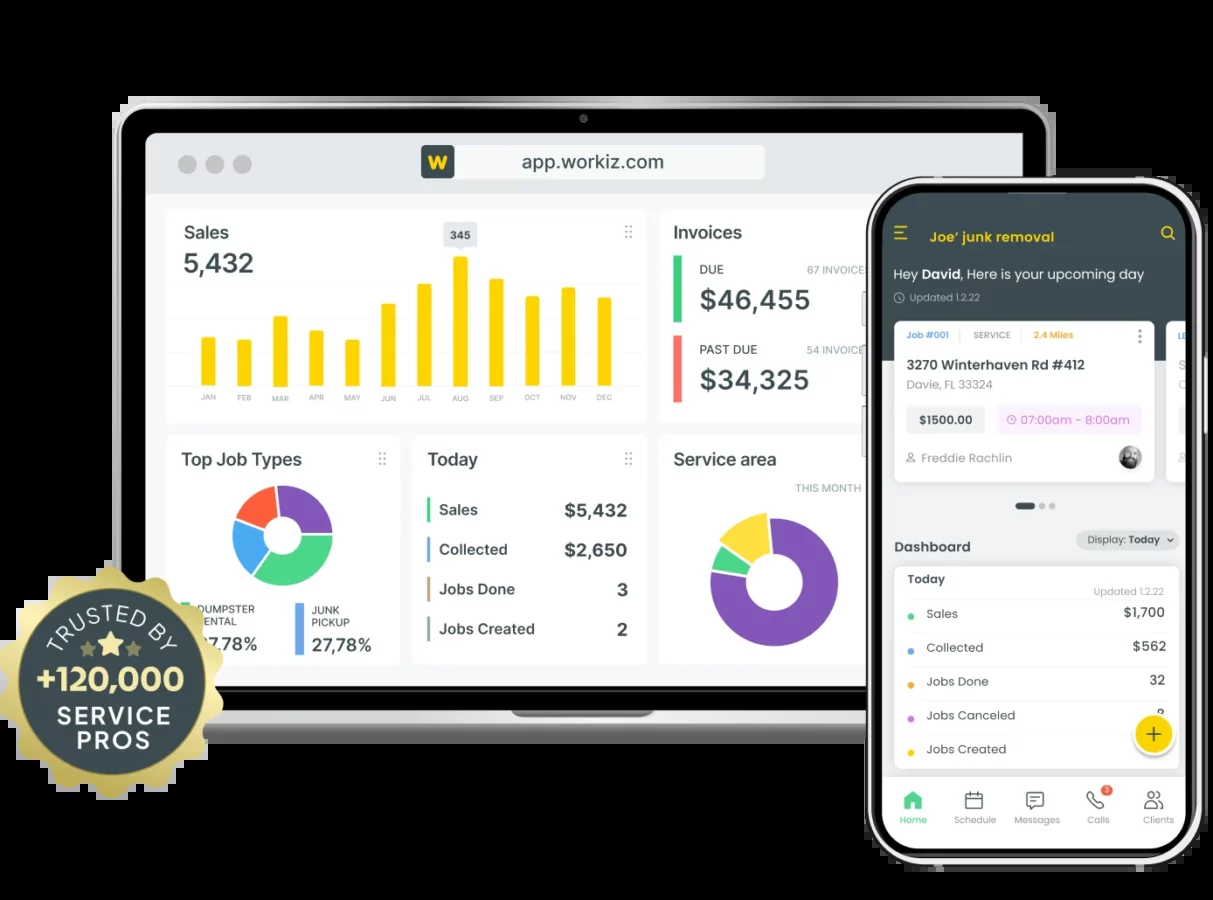 W
app.workiz.com
Sales
5,432
345
JAN FEB MAR APR MAY JUN JUL AUG SEP OCT NOV DEC
Invoices
DUE 67 INVOICE
$46,455
PAST DUE 54 INVOICE
$34,325
Top Job Types
DUMPSTER
ENTAL
7.78%
JUNK
PICKUP
27,78%
Today
Sales $5,432
Collected $2,650
Jobs Done 3
Jobs Created 2
Service area
THIS MONTH
TRUSTED BY
+120,000
SERVICE
PROS
Joe’ junk removal
Hey David, Here is your upcoming day
Updated 1.2.22
Job #001 SERVICE 2.4 Miles
3270 Winterhaven Rd #412
Davie, FL 33324
$1500.00 07:00am - 8:00am
Freddie Rachlin
Dashboard
Display: Today
Today
Updated 1.2.22
Sales $1,700
Collected $562
Jobs Done 32
Jobs Canceled
Jobs Created
+
3
Home Schedule Messages Calls Clients